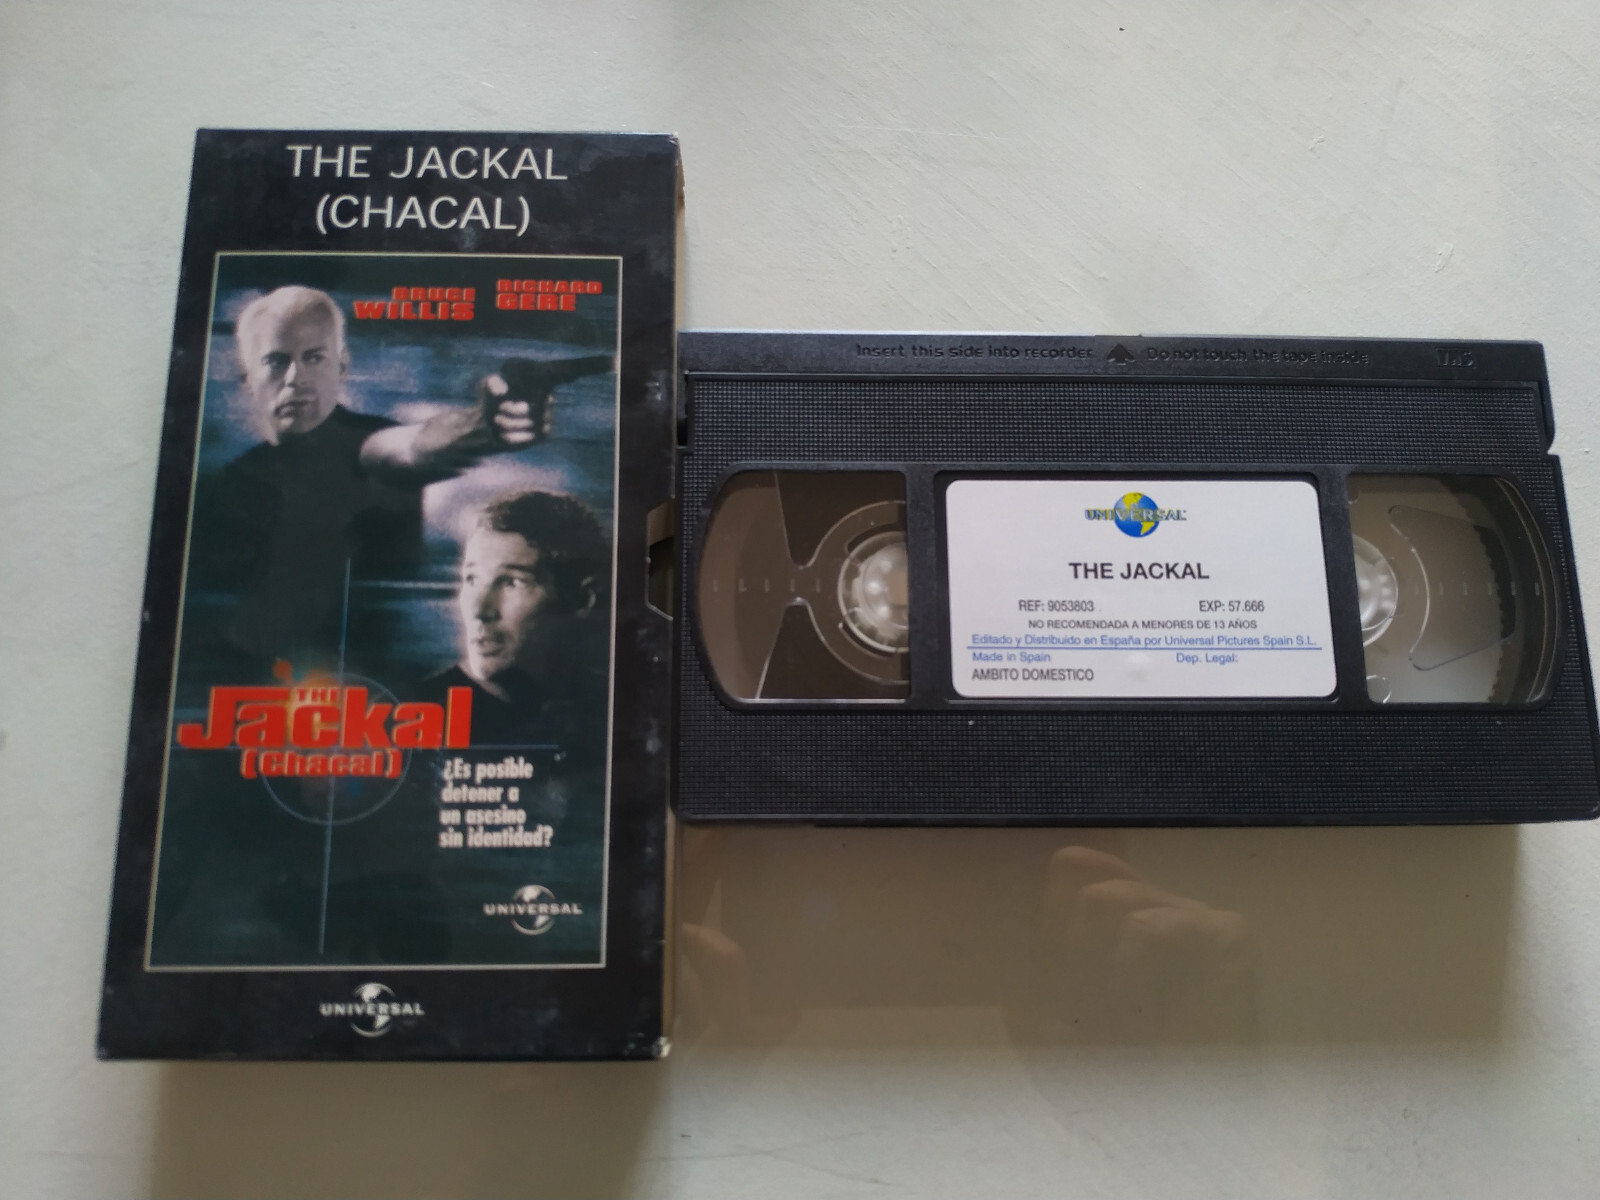 THE JACKAL
(CHACAL)
BRUCE WILLIS
RICHARD GERE
THE
Jackal
(Chacal)
¿Es posible
detener a
un asesino
sin identidad?
UNIVERSAL
UNIVERSAL
Insert this side into recorder Do not touch the tape inside VHS
UNIVERSAL
THE JACKAL
REF: 9053803 EXP: 57.666
NO RECOMENDADA A MENORES DE 13 AÑOS
Editado y Distribuido en España por Universal Pictures Spain S.L.
Made in Spain Dep. Legal:
AMBITO DOMESTICO